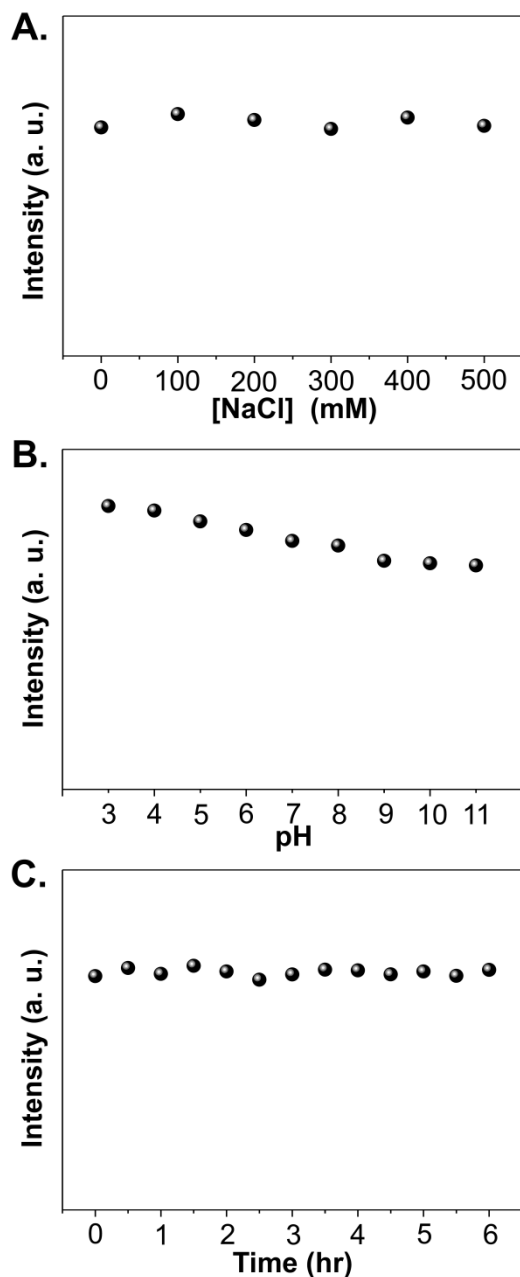 A.
Intensity (a. u.)
0 100 200 300 400 500
[NaCl] (mM)
B.
Intensity (a. u.)
3 4 5 6 7 8 9 10 11
pH
C.
Intensity (a. u.)
0 1 2 3 4 5 6
Time (hr)